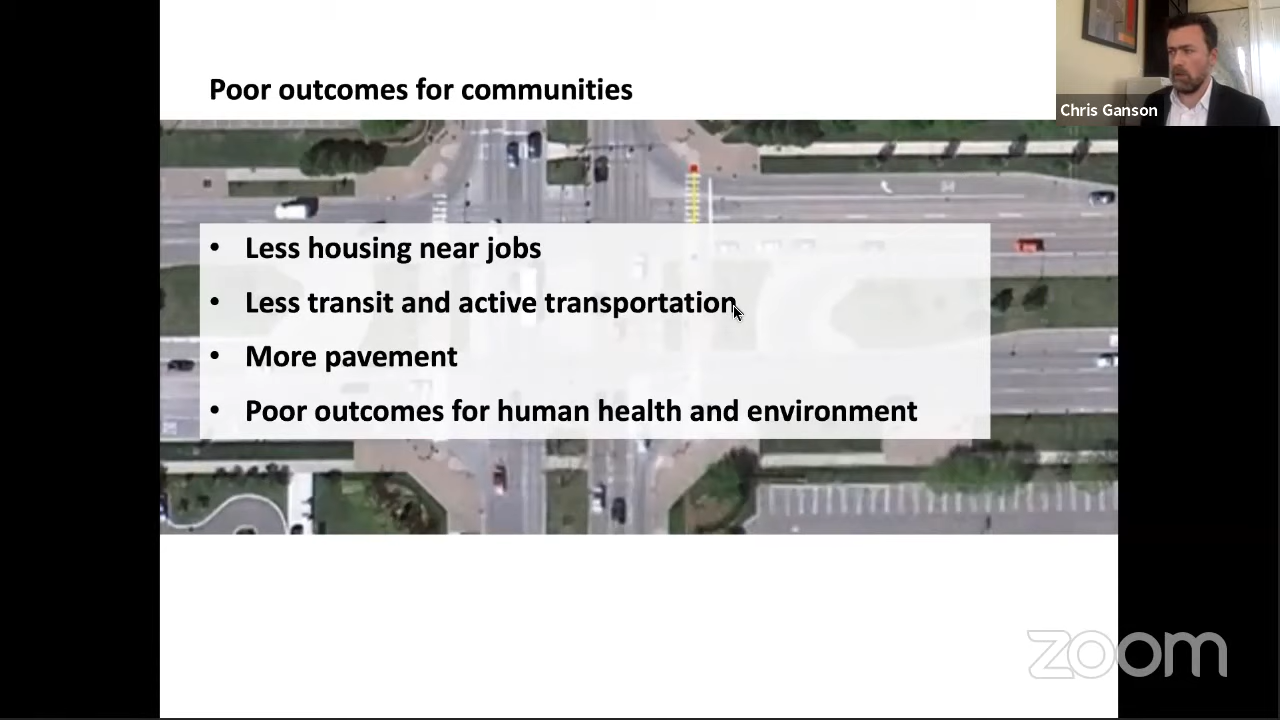 Poor outcomes for communities
Chris Ganson
• Less housing near jobs
• Less transit and active transportation
• More pavement
• Poor outcomes for human health and environment
zoom